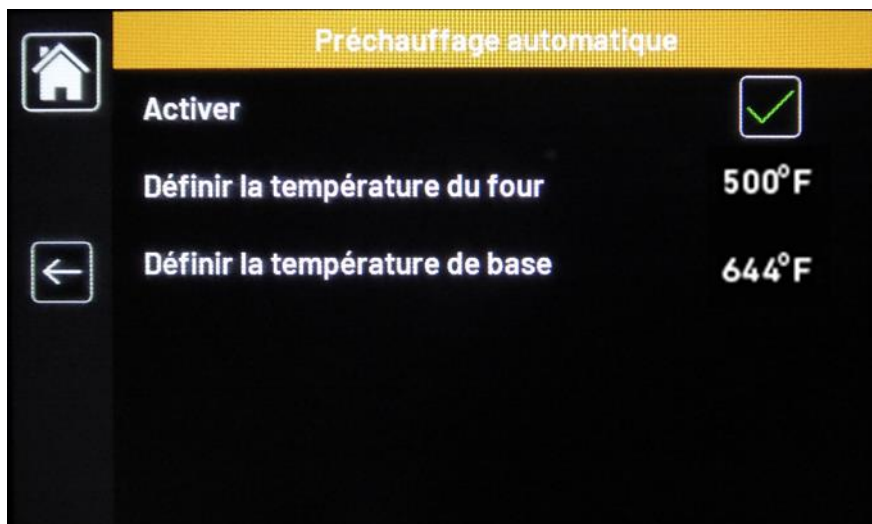 Préchauffage automatique
Activer
Définir la température du four 500°F
Définir la température de base 644°F